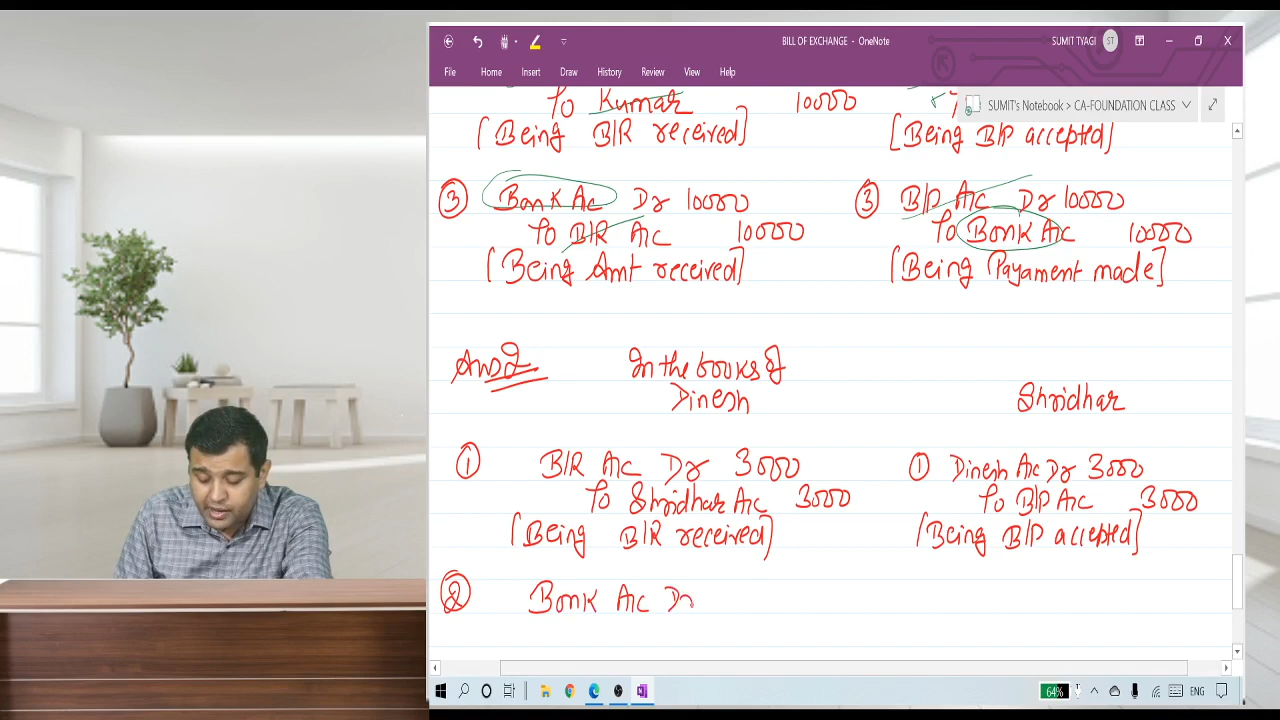 BILL OF EXCHANGE - OneNote
SUMIT TYAGI ST
File Home Insert Draw History Review View Help
SUMIT's Notebook > CA-FOUNDATION CLASS
To Kumar 10000
[Being B/R received]
[Being B/P accepted]
③ Bank A/c Dr 10000
To B/R A/c 10000
[Being Amt received]
③ B/P A/c Dr 10000
To Bank A/c 10000
[Being Payament made]
Ans 2 In the books of
Dinesh
Shridhar
① B/R A/c Dr 3000
To Shridhar A/c 3000
[Being B/R received]
① Dinesh A/c Dr 3000
To B/P A/c 3000
[Being B/P accepted]
② Bank A/c Dr
64% ENG